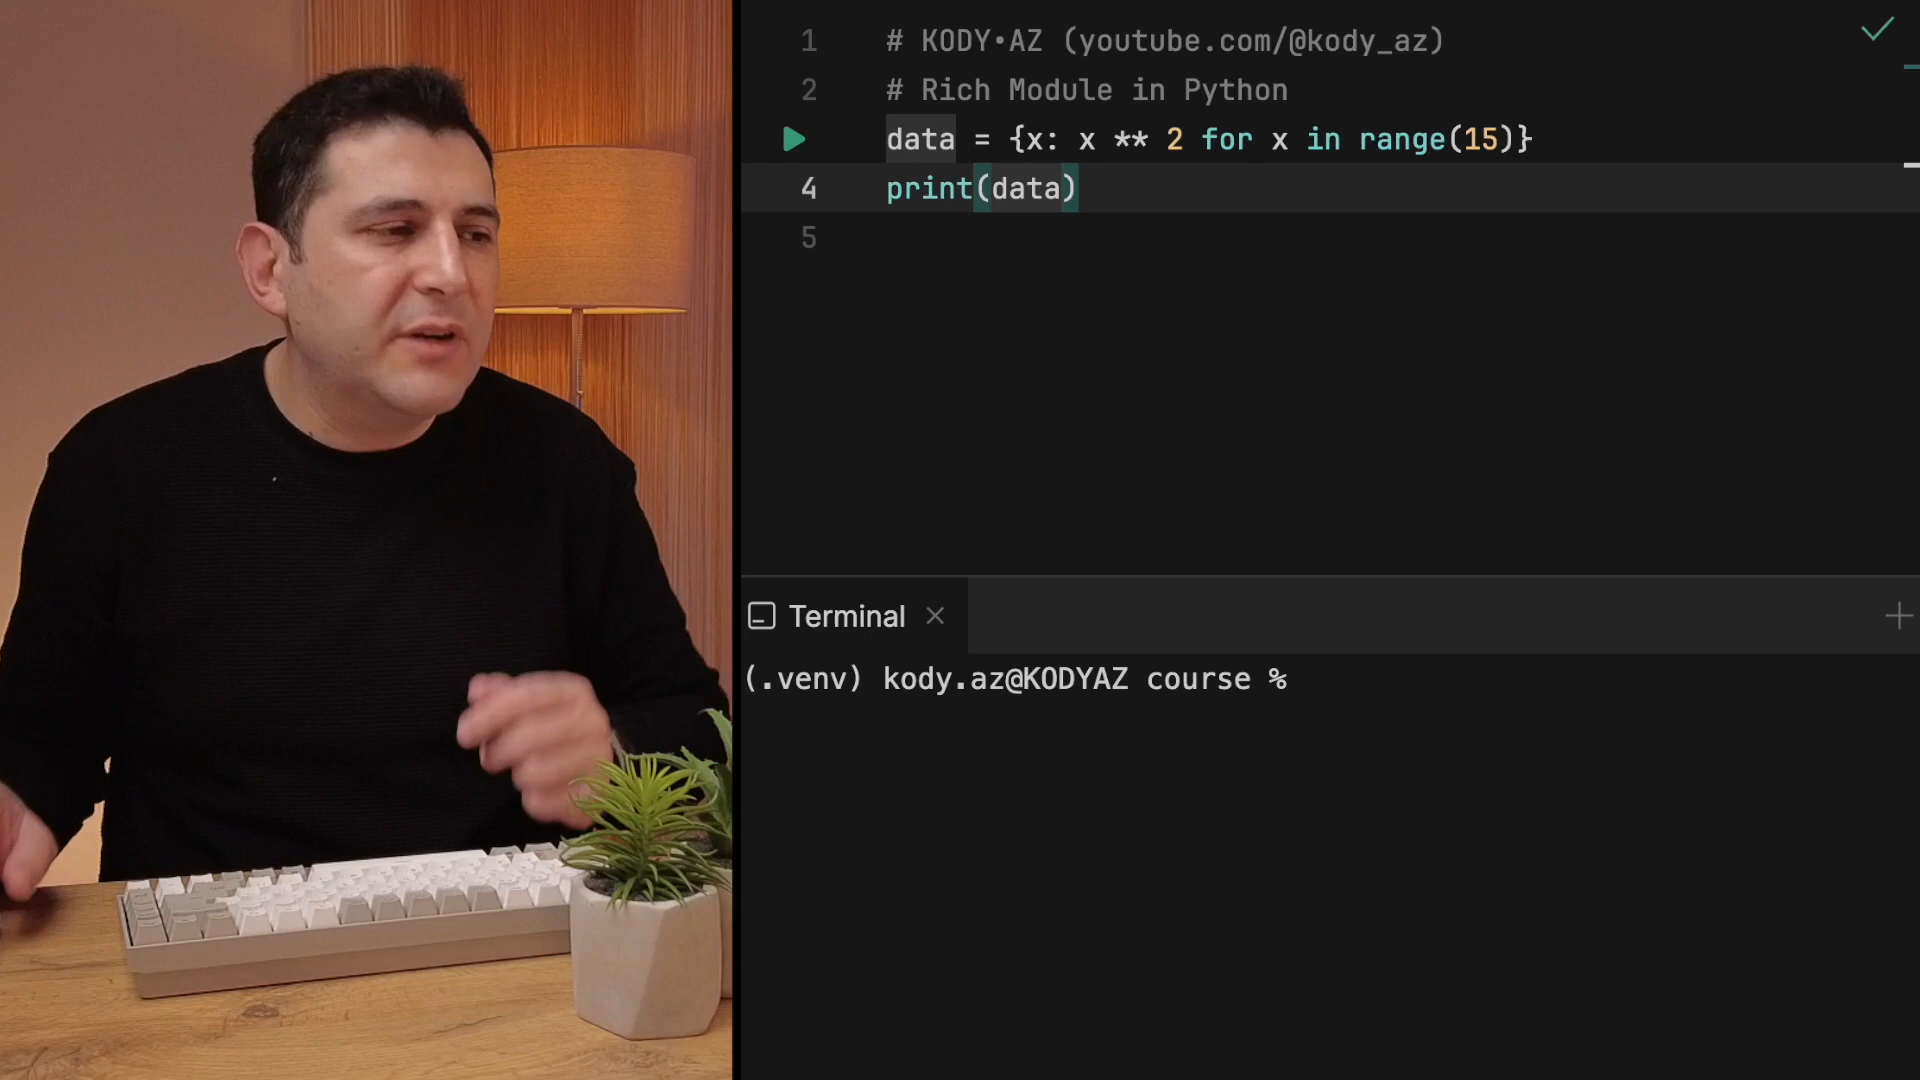 1 # KODY•AZ (youtube.com/@kody_az)
2 # Rich Module in Python
data = {x: x ** 2 for x in range(15)}
4 print(data)
5
Terminal
(.venv) kody.az@KODYAZ course %